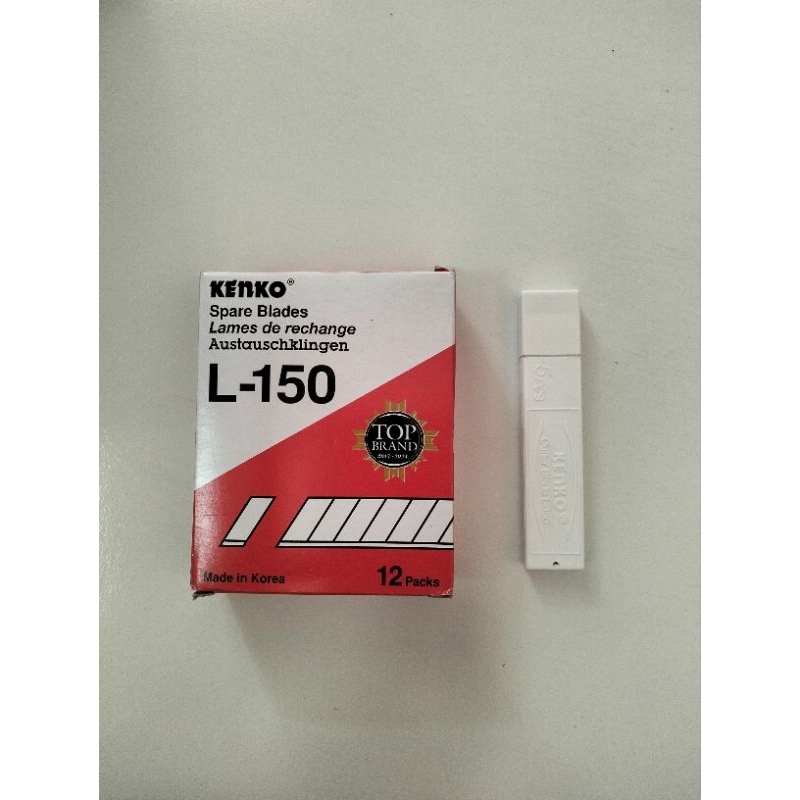 KENKO®
Spare Blades
Lames de rechange
Austauschklingen
L-150
TOP
BRAND
Made in Korea
12 Packs
KENKO®